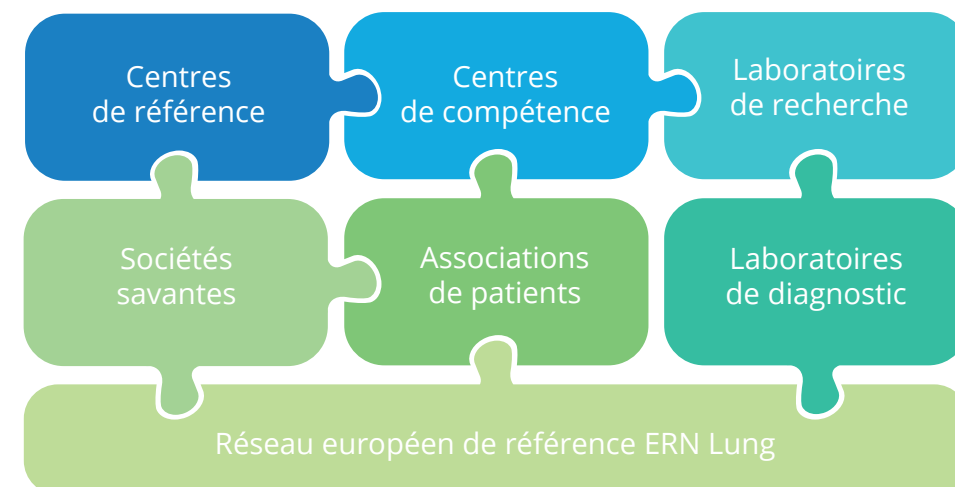 Centres
de référence
Centres
de compétence
Laboratoires
de recherche
Sociétés
savantes
Associations
de patients
Laboratoires
de diagnostic
Réseau européen de référence ERN Lung